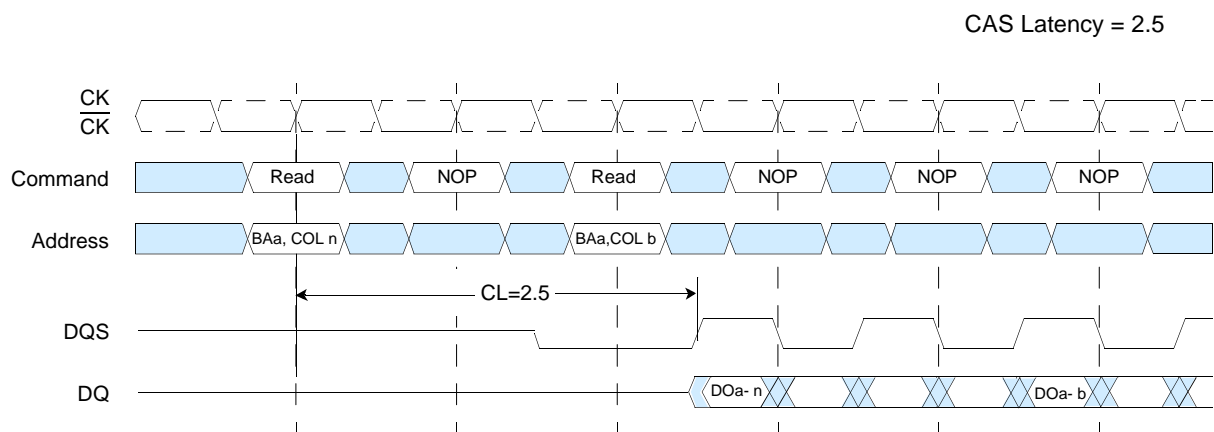 CAS Latency = 2.5
CK
CK
Command Read NOP Read NOP NOP NOP
Address BAa, COL n BAa,COL b
CL=2.5
DQS
DQ DOa- n DOa- b